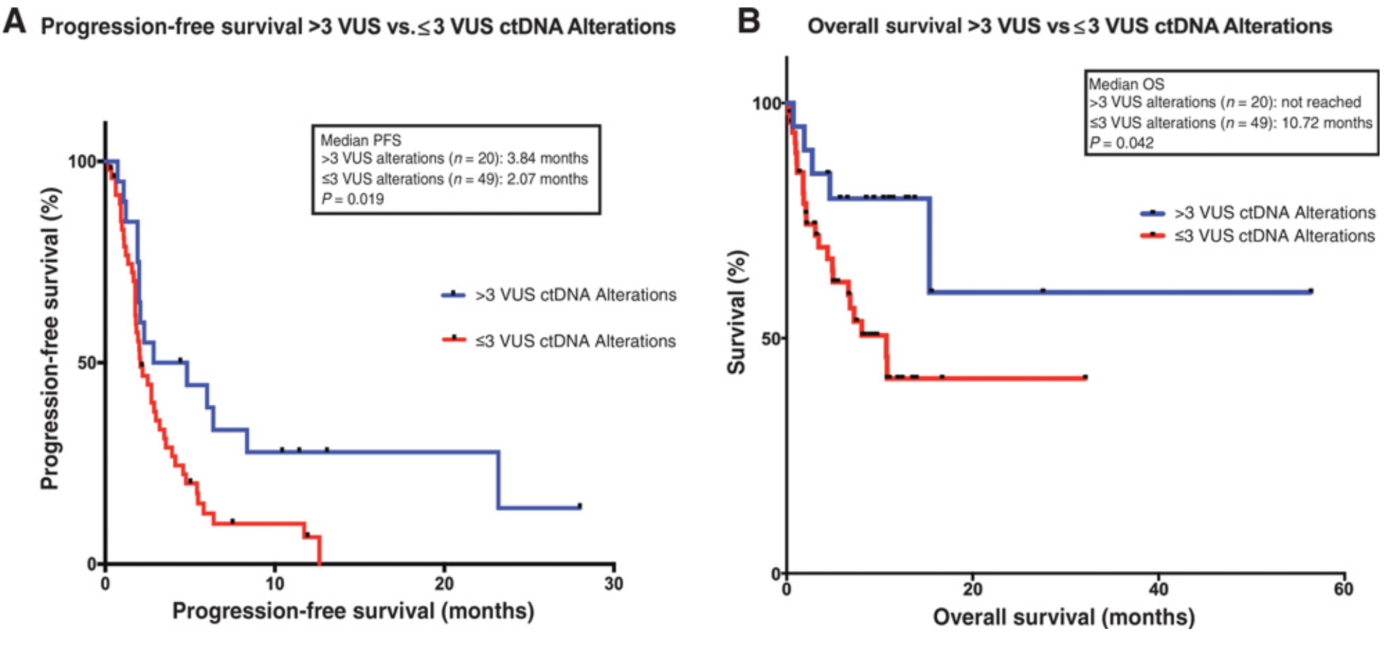 A Progression-free survival >3 VUS vs.≤ 3 VUS ctDNA Alterations
Median PFS
>3 VUS alterations (n = 20): 3.84 months
≤3 VUS alterations (n = 49): 2.07 months
P = 0.019
>3 VUS ctDNA Alterations
≤3 VUS ctDNA Alterations
Progression-free survival (%)
100
50
0
0 10 20 30
Progression-free survival (months)
B Overall survival >3 VUS vs ≤ 3 VUS ctDNA Alterations
Median OS
>3 VUS alterations (n = 20): not reached
≤3 VUS alterations (n = 49): 10.72 months
P = 0.042
>3 VUS ctDNA Alterations
≤3 VUS ctDNA Alterations
Survival (%)
100
50
0
0 20 40 60
Overall survival (months)